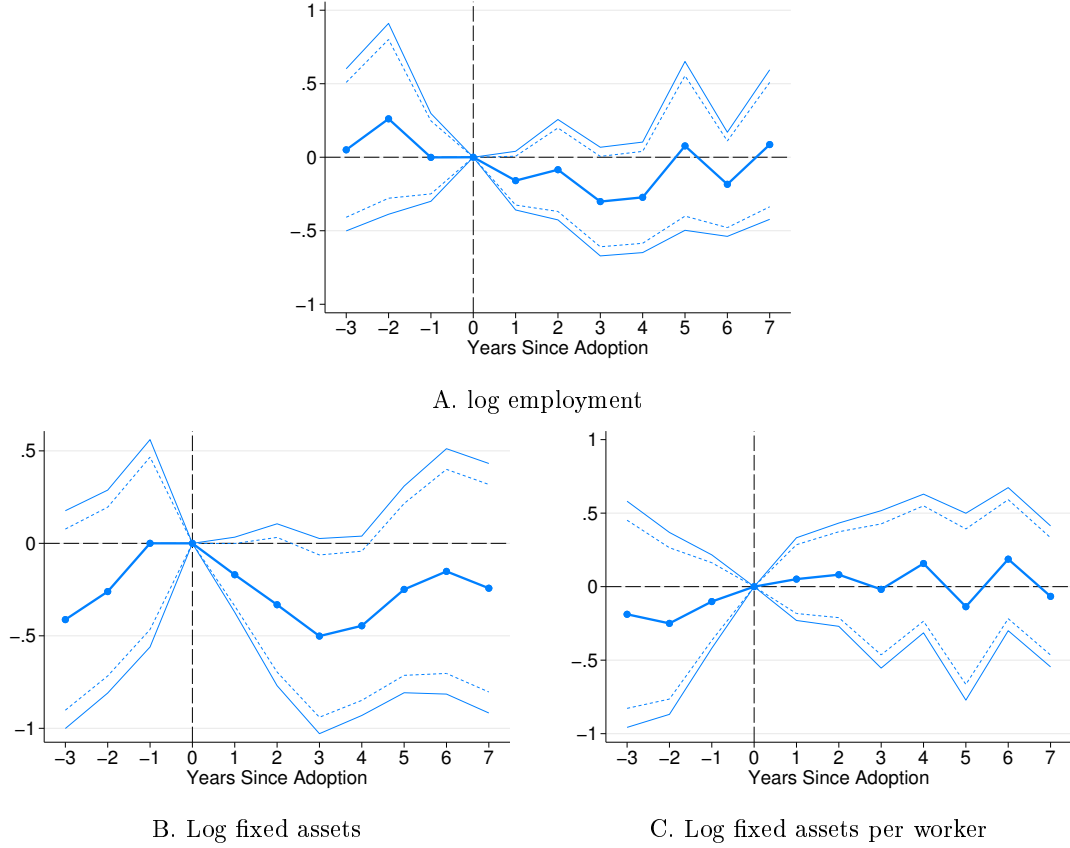 1
.5
0
−.5
−1
−3 −2 −1 0 1 2 3 4 5 6 7
Years Since Adoption
A. log employment
.5
0
−.5
−1
−3 −2 −1 0 1 2 3 4 5 6 7
Years Since Adoption
B. Log fixed assets
1
.5
0
−.5
−1
−3 −2 −1 0 1 2 3 4 5 6 7
Years Since Adoption
C. Log fixed assets per worker